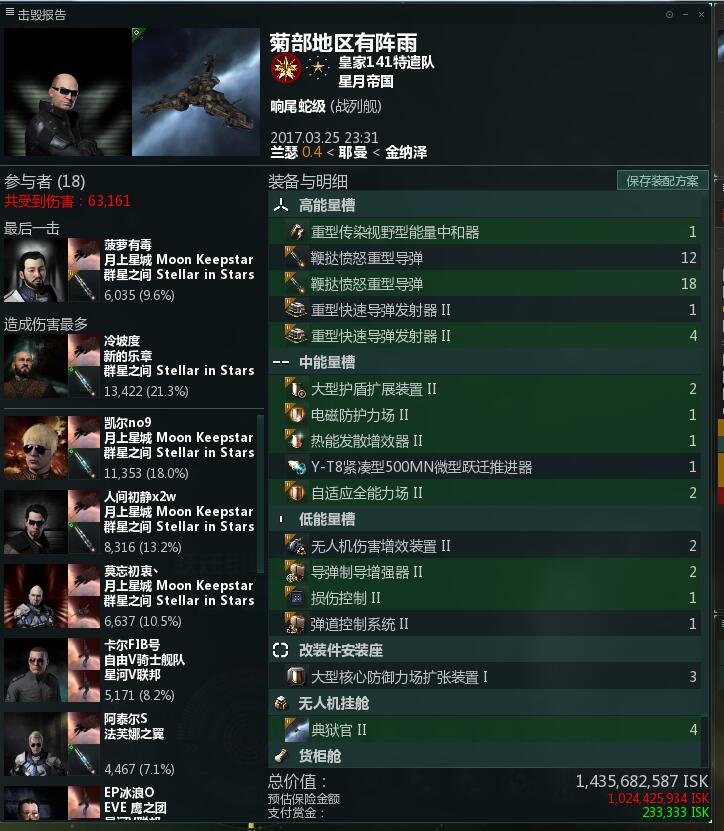 击毁报告
菊部地区有阵雨
皇家141特遣队
星月帝国
响尾蛇级 (战列舰)
2017.03.25 23:31
兰瑟 0.4 < 耶曼 < 金纳泽
参与者 (18)
共受到伤害：63,161
最后一击
菠萝有毒
月上星城 Moon Keepstar
群星之间 Stellar in Stars
6,035 (9.6%)
造成伤害最多
冷坡度
新的乐章
群星之间 Stellar in Stars
13,422 (21.3%)
凯尔no9
月上星城 Moon Keepstar
群星之间 Stellar in Stars
11,353 (18.0%)
人间初静x2w
月上星城 Moon Keepstar
群星之间 Stellar in Stars
8,316 (13.2%)
莫忘初衷丶
月上星城 Moon Keepstar
群星之间 Stellar in Stars
6,637 (10.5%)
卡尔FIB号
自由V骑士舰队
星河V联邦
5,171 (8.2%)
阿泰尔S
法芙娜之翼
4,467 (7.1%)
EP冰浪O
EVE 鹰之团
星河V联邦
装备与明细
保存装配方案
高能量槽
重型传染视野型能量中和器 1
鞭挞愤怒重型导弹 12
鞭挞愤怒重型导弹 18
重型快速导弹发射器 II 1
重型快速导弹发射器 II 4
中能量槽
大型护盾扩展装置 II 2
电磁防护力场 II 1
热能发散增效器 II 1
Y-T8紧凑型500MN微型跃迁推进器 1
自适应全能力场 II 2
低能量槽
无人机伤害增效装置 II 2
导弹制导增强器 II 2
损伤控制 II 1
弹道控制系统 II 1
改装件安装座
大型核心防御力场扩张装置 I 3
无人机挂舱
典狱官 II 4
货柜舱
总价值： 1,435,682,587 ISK
预估保险金额 1,024,425,934 ISK
支付赏金： 233,333 ISK